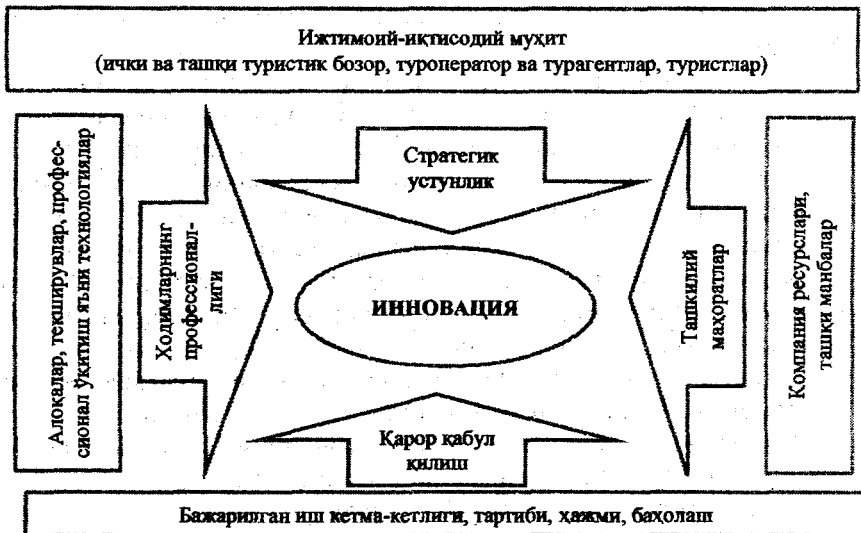 Ижтимоий-иқтисодий муҳит
(ички ва ташқи туристик бозор, туроператор ва турагентлар, туристлар)
Алоқалар, текширувлар, профес-
сионал ўқитиш яъни технологиялар
Ходимларнинг
профессионал-
лиги
Стратегик
устунлик
ИННОВАЦИЯ
Қарор қабул
қилиш
Ташкилий
маҳоратлар
Компания ресурслари,
ташқи манбалар
Бажарилган иш кетма-кетлиги, тартиби, ҳажми, баҳолаш